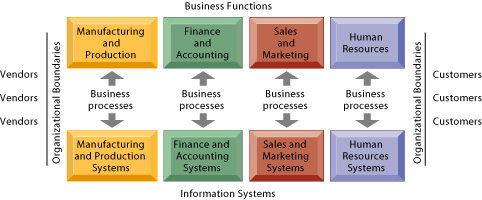 Business Functions
Organizational Boundaries
Manufacturing
and
Production
Finance
and
Accounting
Sales
and
Marketing
Human
Resources
Organizational Boundaries
Vendors
Vendors
Vendors
Business
processes
Business
processes
Business
processes
Business
processes
Customers
Customers
Customers
Manufacturing
and Production
Systems
Finance and
Accounting
Systems
Sales and
Marketing
Systems
Human
Resources
Systems
Information Systems